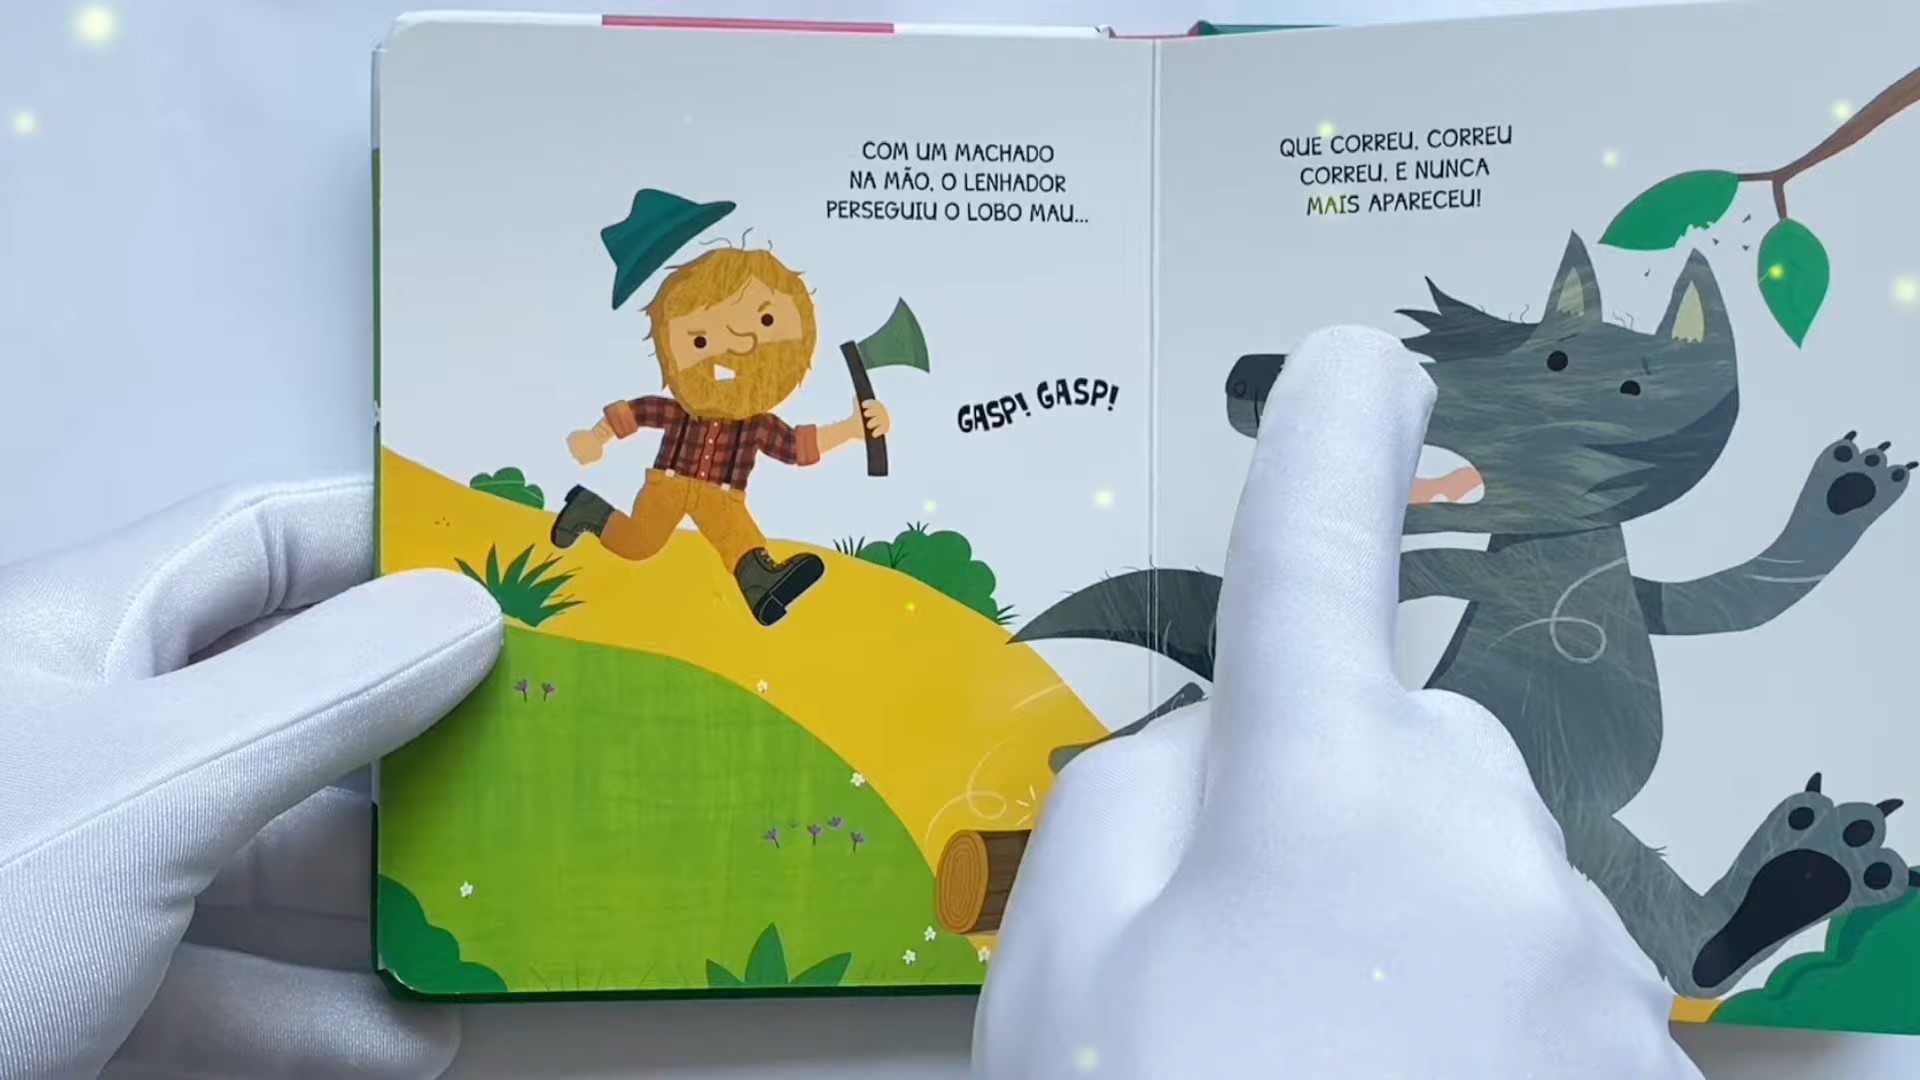 COM UM MACHADO
NA MÃO, O LENHADOR
PERSEGUIU O LOBO MAU...
GASP! GASP!
QUE CORREU, CORREU
CORREU, E NUNCA
MAIS APARECEU!